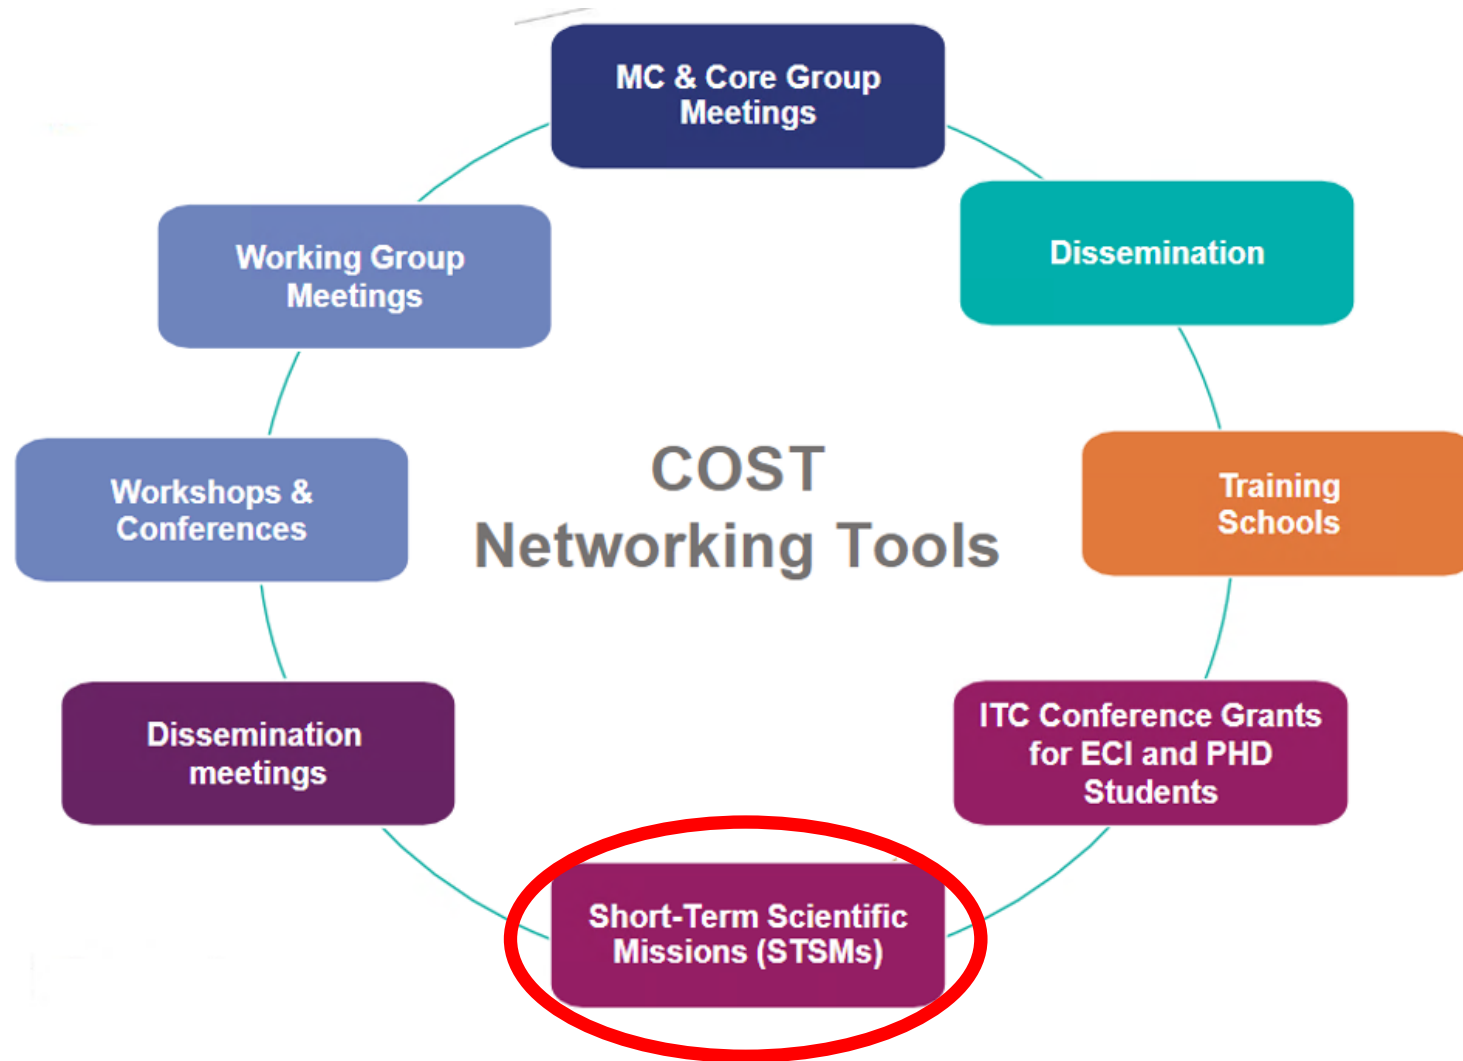 MC & Core Group
Meetings
Dissemination
Working Group
Meetings
COST
Networking Tools
Workshops &
Conferences
Training
Schools
Dissemination
meetings
ITC Conference Grants
for ECI and PHD
Students
Short-Term Scientific
Missions (STSMs)